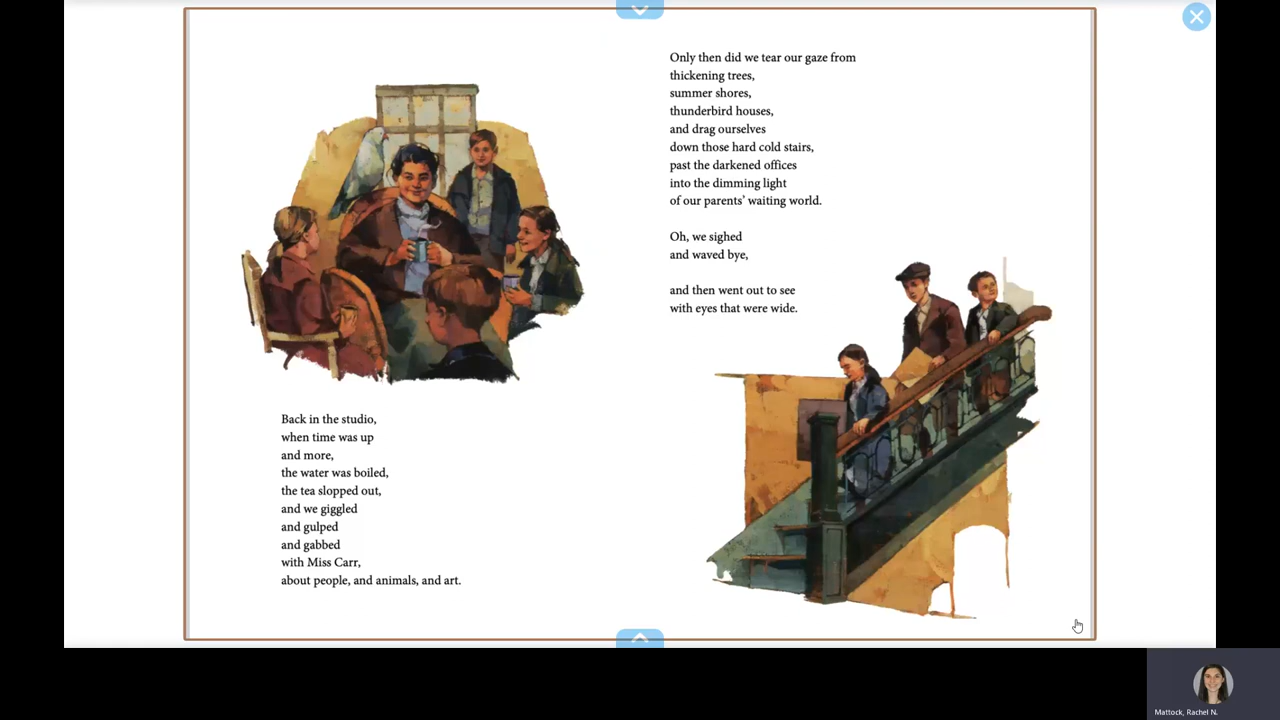 Back in the studio,
when time was up
and more,
the water was boiled,
the tea slopped out,
and we giggled
and gulped
and gabbed
with Miss Carr,
about people, and animals, and art.
Only then did we tear our gaze from
thickening trees,
summer shores,
thunderbird houses,
and drag ourselves
down those hard cold stairs,
past the darkened offices
into the dimming light
of our parents’ waiting world.
Oh, we sighed
and waved bye,
and then went out to see
with eyes that were wide.
Mattock, Rachel N.